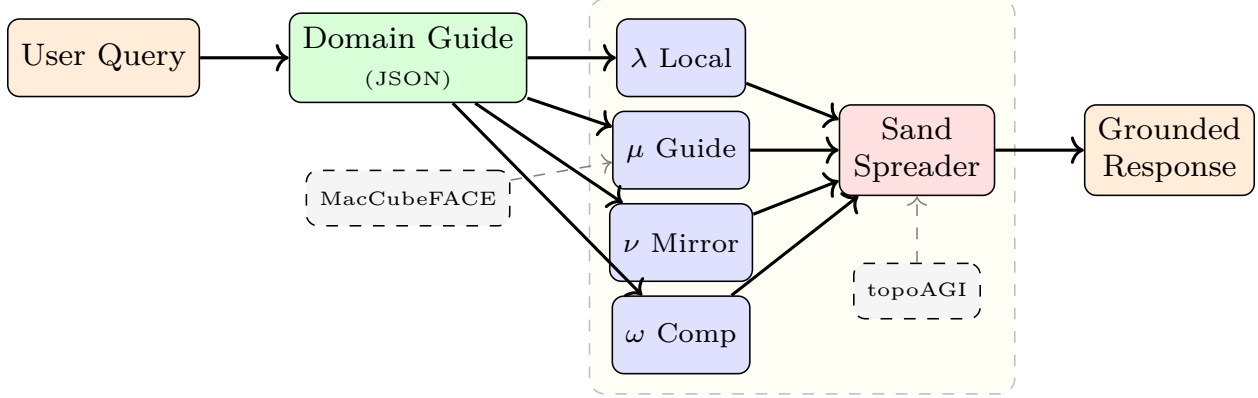 User Query
Domain Guide
(JSON)
λ Local
μ Guide
ν Mirror
ω Comp
MacCubeFACE
Sand
Spreader
topoAGI
Grounded
Response